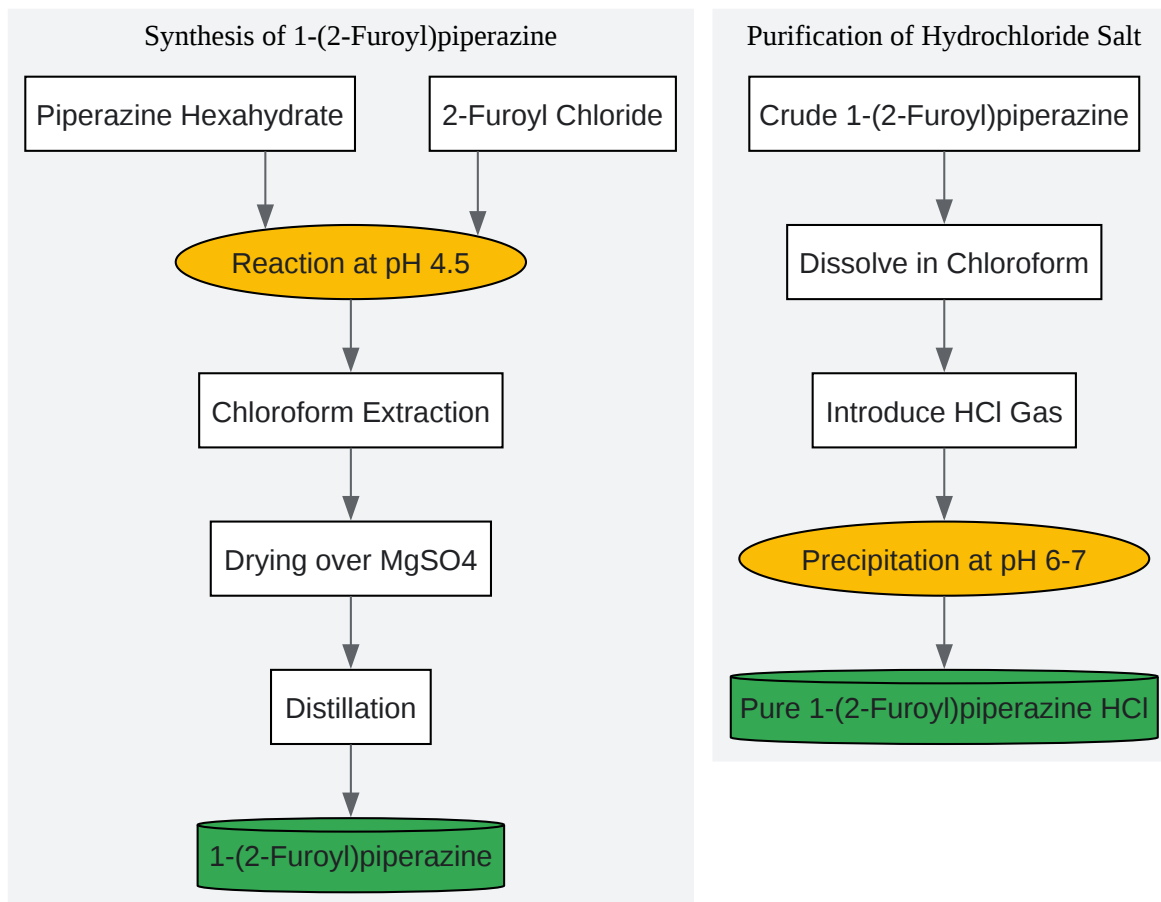 Synthesis of 1-(2-Furoyl)piperazine
Piperazine Hexahydrate
2-Furoyl Chloride
Reaction at pH 4.5
Chloroform Extraction
Drying over MgSO4
Distillation
1-(2-Furoyl)piperazine
Purification of Hydrochloride Salt
Crude 1-(2-Furoyl)piperazine
Dissolve in Chloroform
Introduce HCl Gas
Precipitation at pH 6-7
Pure 1-(2-Furoyl)piperazine HCl